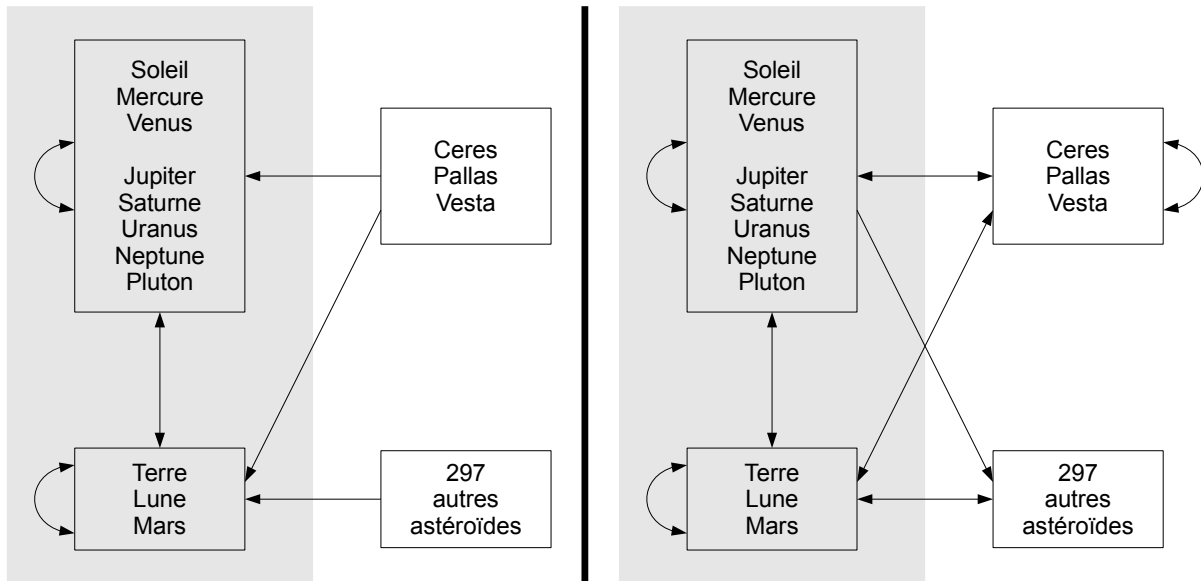 Soleil
Mercure
Venus
Jupiter
Saturne
Uranus
Neptune
Pluton
Ceres
Pallas
Vesta
Terre
Lune
Mars
297
autres
astéroïdes
Soleil
Mercure
Venus
Jupiter
Saturne
Uranus
Neptune
Pluton
Ceres
Pallas
Vesta
Terre
Lune
Mars
297
autres
astéroïdes